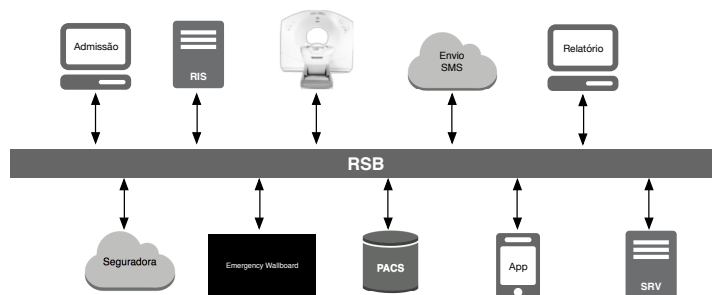 Admissão
RIS
Envio
SMS
Relatório
RSB
Seguradora
Emergency Wallboard
PACS
App
SRV